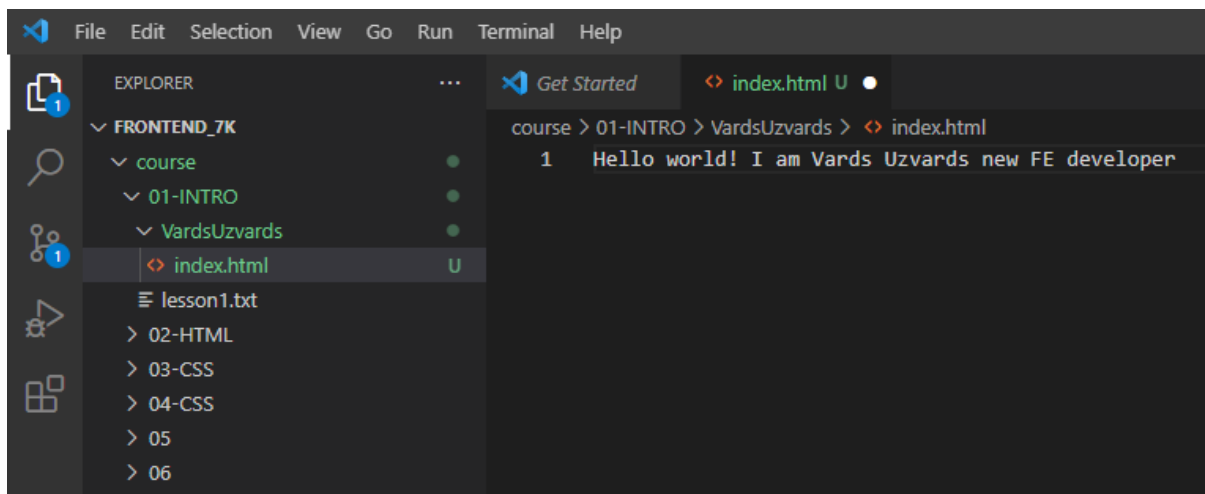 File Edit Selection View Go Run Terminal Help
EXPLORER ...
Get Started
index.html U
1
FRONTEND_7K
course > 01-INTRO > VardsUzvards > index.html
course
1 Hello world! I am Vards Uzvards new FE developer
01-INTRO
VardsUzvards
1
index.html U
lesson1.txt
02-HTML
03-CSS
04-CSS
05
06